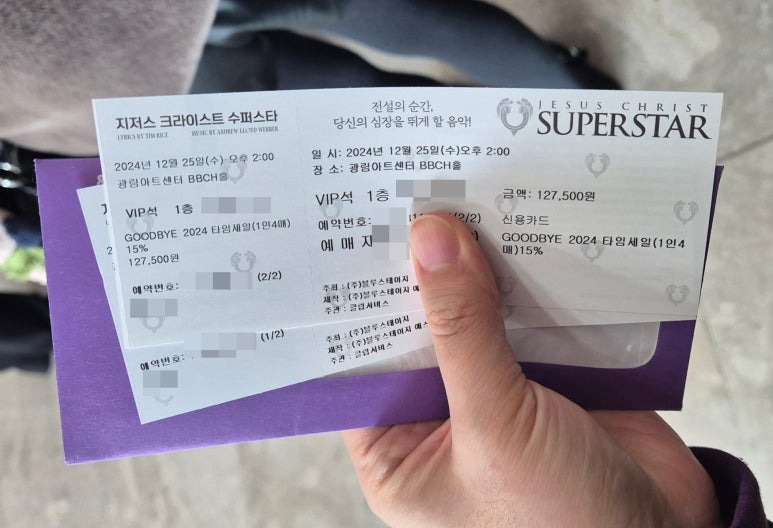 지저스 크라이스트 수퍼스타
LYRICS BY TIM RICE MUSIC BY ANDREW LLOYD WEBBER
2024년 12월 25일(수) 오후 2:00
광림아트센터 BBCH홀
VIP석 1층
GOODBYE 2024 타임세일(1인4매)
15%
127,500원
예약번호: (2/2)
전설의 순간,
당신의 심장을 뛰게 할 음악!
일 시: 2024년 12월 25일(수) 오후 2:00
장 소: 광림아트센터 BBCH홀
VIP석 1층
예약번호: (2/2)
예 매 자
주최 : (주)블루스테이지
제작 : (주)블루스테이지 에스
주관 : 클립서비스
JESUS CHRIST
SUPERSTAR
금액: 127,500원
신용카드
GOODBYE 2024 타임세일(1인4
매)15%
예약번호: (1/2)
주최 : (주)블루스테이지
제작 : (주)블루스테이지 에스
주관 : 클립서비스